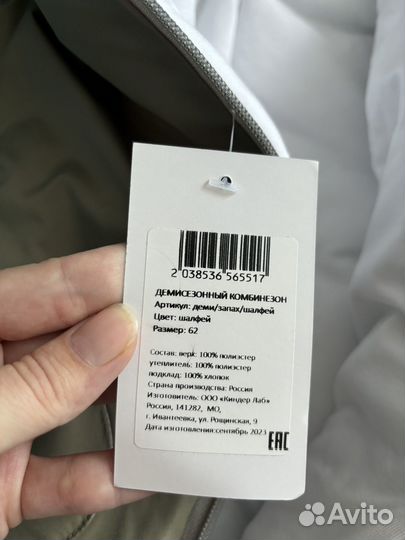 2 038536 565517
ДЕМИСЕЗОННЫЙ КОМБИНЕЗОН
Артикул: деми/запах/шалфей
Цвет: шалфей
Размер: 62
Состав: верх: 100% полиэстер
утеплитель: 100% полиэстер
подклад: 100% хлопок
Страна производства: Россия
Изготовитель: ООО «Киндер Лаб»
Россия, 141282, МО,
г. Ивантеевка, ул. Рощинская, 9
Дата изготовления:сентябрь 2023
ЕАС
Avito